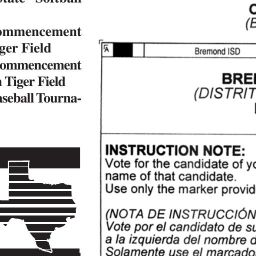 State Softball
ommencement
ger Field
ommencement
Tiger Field
aseball Tourna-
Bremond ISD
BRE
(DISTRIT
INSTRUCTION NOTE:
Vote for the candidate of yo
name of that candidate.
Use only the marker provid
(NOTA DE INSTRUCCIÓN
Vote por el candidato de su
a la izquierda del nombre d
Solamente use el marcado